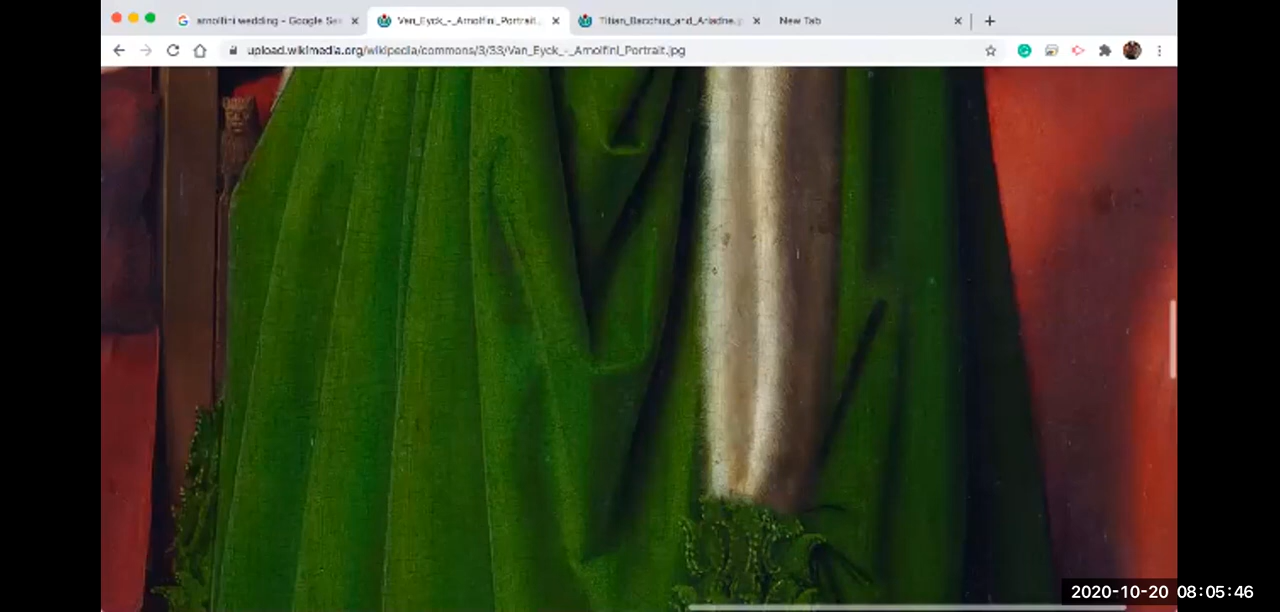 arnolfini wedding - Google Sea
Van_Eyck_-_Arnolfini_Portrait.
Titian_Bacchus_and_Ariadne.j
New Tab
upload.wikimedia.org/wikipedia/commons/3/33/Van_Eyck_-_Arnolfini_Portrait.jpg
2020-10-20 08:05:46